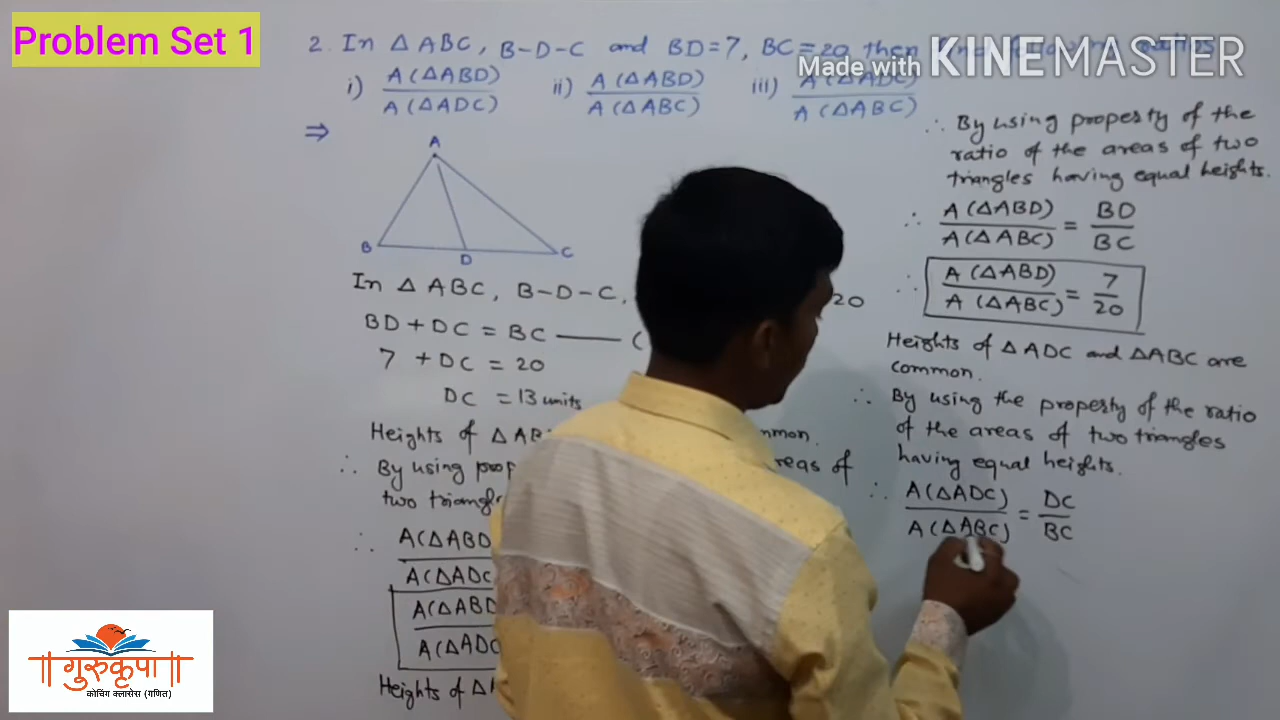 Problem Set 1
Made with KINEMASTER
2. In △ ABC, B-D-C and BD=7, BC=20 then
i) A(△ABD) / A(△ADC) ii) A(△ABD) / A(△ABC) iii) A(△ADC) / A(△ABC)
⇒
A
B D C
In △ ABC, B-D-C, 20
BD + DC = BC —— (
7 + DC = 20
DC = 13 units
Heights of △ AB mmon.
∴ By using prop reas of
two triangle
∴ A(△ABD
A(△ADC
A(△ABD
A(△ADC
Heights of △
∴ By using property of the
ratio of the areas of two
triangles having equal heights.
∴ A(△ABD) / A(△ABC) = BD / BC
∴ A(△ABD) / A(△ABC) = 7 / 20
Heights of △ ADC and △ABC are
common.
∴ By using the property of the ratio
of the areas of two triangles
having equal heights.
∴ A(△ADC) / A(△ABC) = DC / BC
॥गुरुकृपा॥
कोचिंग क्लासेस (गणित)